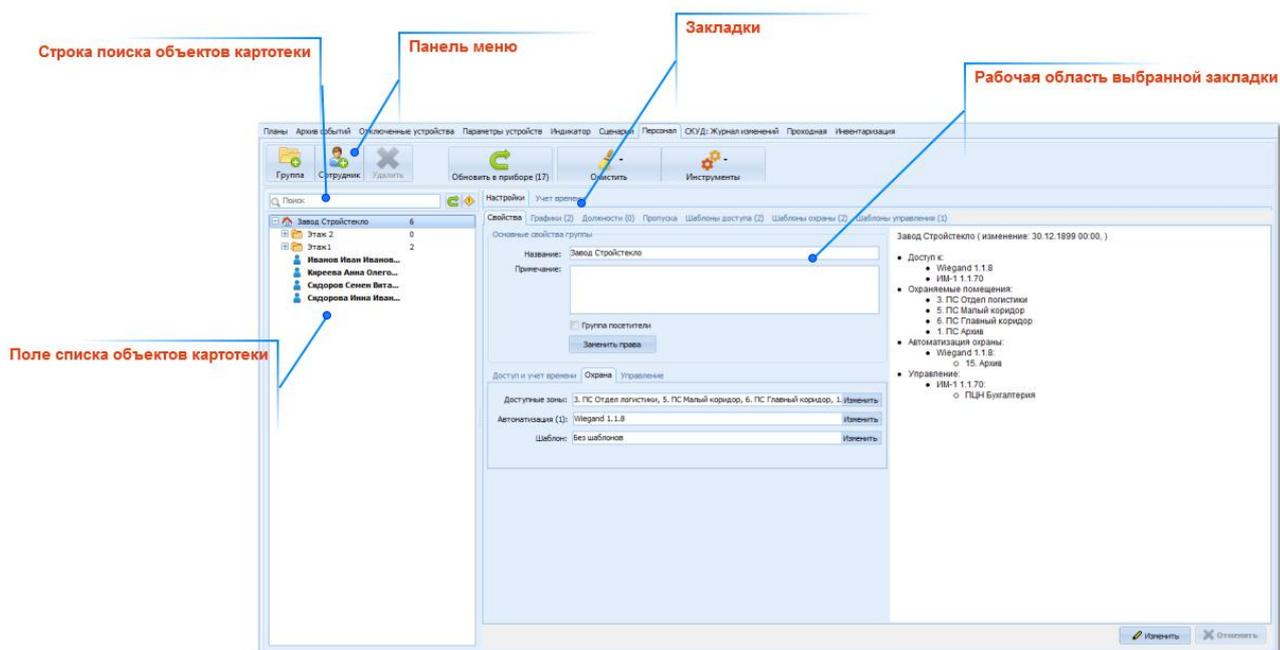 Закладки
Строка поиска объектов картотеки
Панель меню
Рабочая область выбранной закладки
Планы Архив событий Отключенные устройства Параметры устройств Индикатор Сценарии Персонал СКУД: Журнал изменений Проходная Инвентаризация
Группа Сотрудник Удалить Обновить в приборе (17) Очистить Инструменты
Поиск
Настройки Учет времени
Свойства Графики (2) Должности (0) Пропуска Шаблоны доступа (2) Шаблоны охраны (2) Шаблоны управления (1)
Завод Стройстекло 6
Этаж 2 0
Этаж1 2
Иванов Иван Иванов...
Киреева Анна Олего...
Сидоров Семен Вита...
Сидорова Инна Иван...
Поле списка объектов картотеки
Основные свойства группы
Название: Завод Стройстекло
Примечание:
Группа посетители
Заменить права
Доступ и учет времени Охрана Управление
Доступные зоны: 3. ПС Отдел логистики, 5. ПС Малый коридор, 6. ПС Главный коридор, 1. Изменить
Автоматизация (1): Wiegand 1.1.8 Изменить
Шаблон: Без шаблонов Изменить
Завод Стройстекло ( изменение: 30.12.1899 00:00, )
Доступ к:
Wiegand 1.1.8
ИМ-1 1.1.70
Охраняемые помещения:
3. ПС Отдел логистики
5. ПС Малый коридор
6. ПС Главный коридор
1. ПС Архив
Автоматизация охраны:
Wiegand 1.1.8:
15. Архив
Управление:
ИМ-1 1.1.70:
ПЦН Бухгалтерия
Изменить Отменить